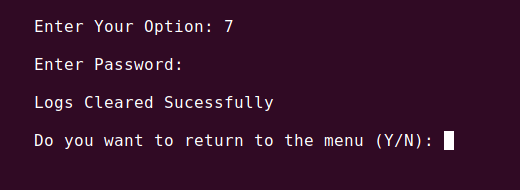 Enter Your Option: 7
Enter Password:
Logs Cleared Sucessfully
Do you want to return to the menu (Y/N):